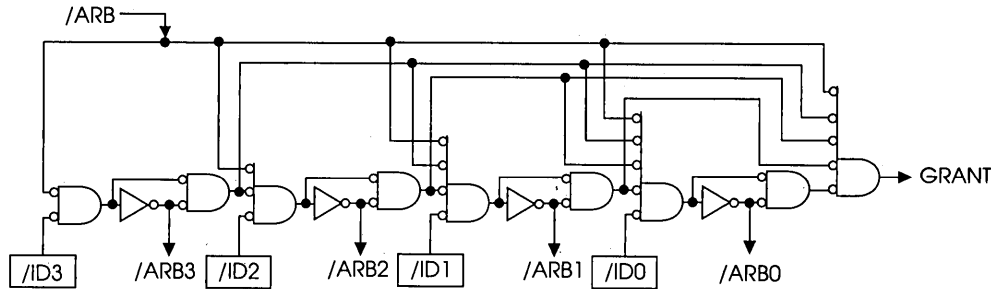 /ARB
GRANT
/ID3
/ARB3
/ID2
/ARB2
/ID1
/ARB1
/ID0
/ARB0